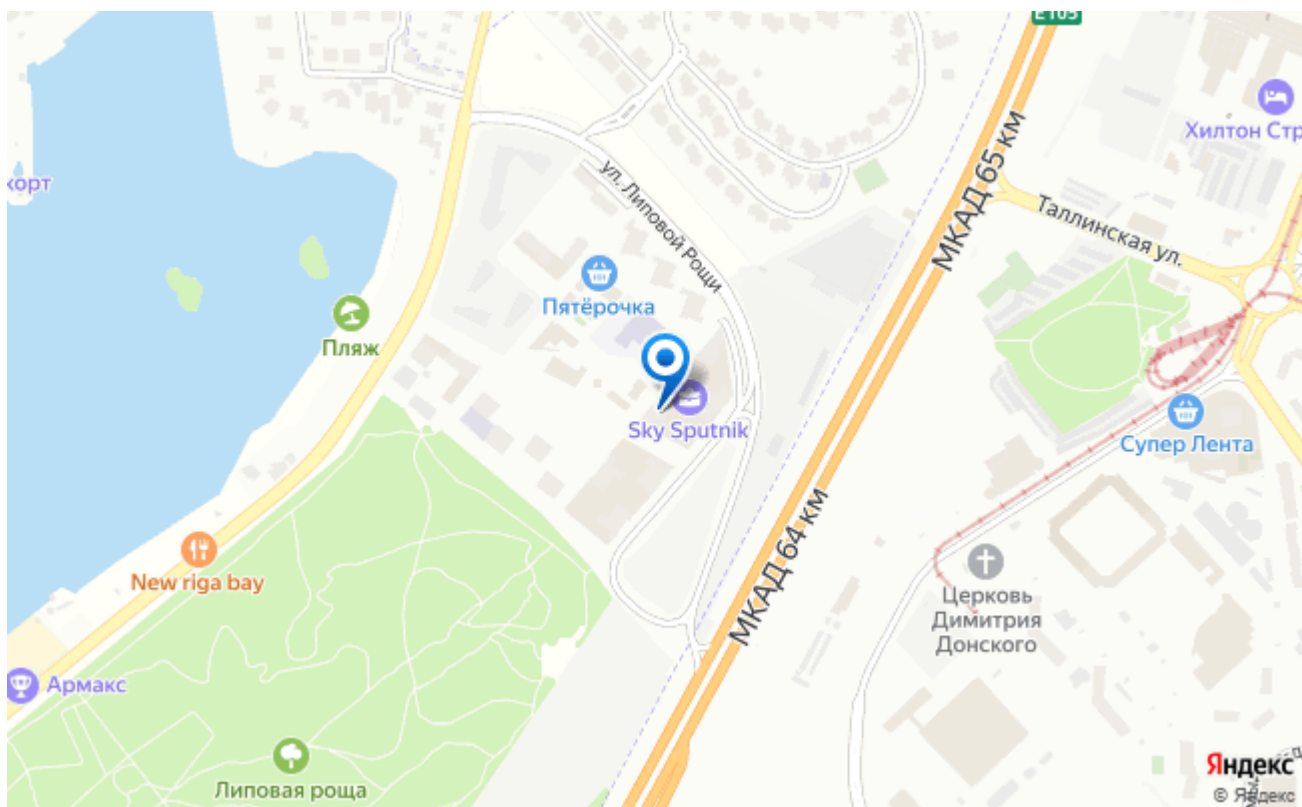 E105
Хилтон Стр
корт
МКАД 65 км
Таллинская ул.
ул. Липовой Рощи
Пятёрочка
Пляж
Sky Sputnik
Супер Лента
МКАД 64 км
New riga bay
Церковь
Димитрия
Донского
Армакс
Липовая роща
Яндекс
© Яндекс